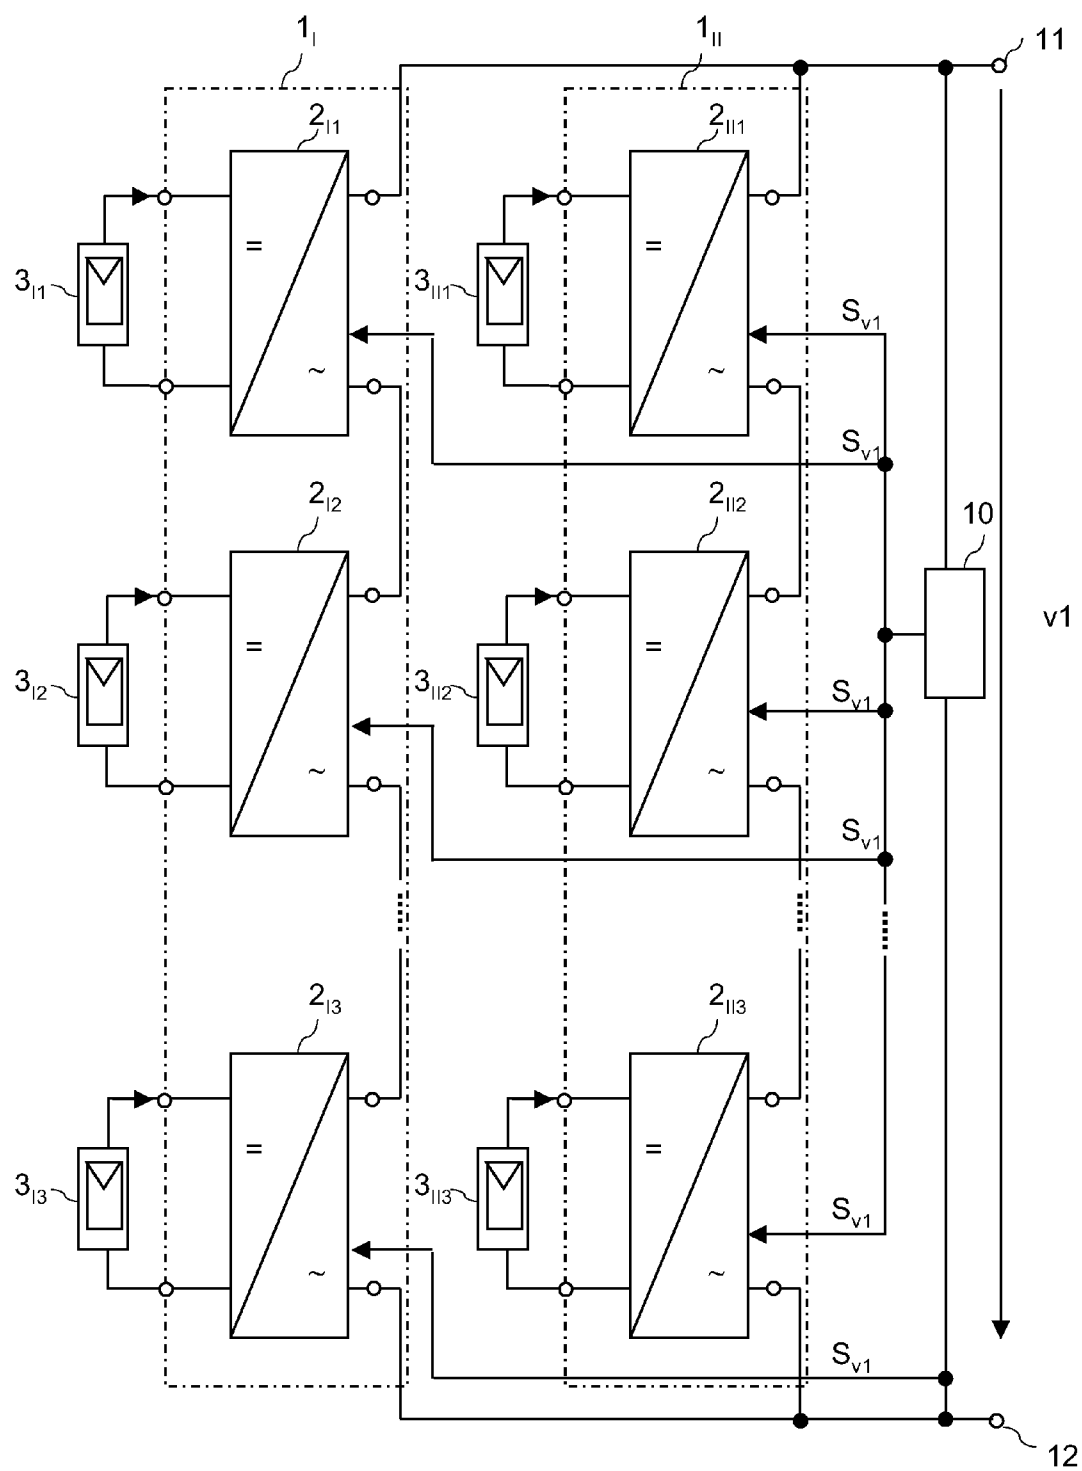 1I 1II 11
2I1 2II1
= =
3I1 3II1
Sv1
~ ~
Sv1
2I2 2II2
10
= =
v1
3I2 3II2
Sv1
~ ~
Sv1
2I3 2II3
= =
3I3 3II3
Sv1
~ ~
Sv1
12